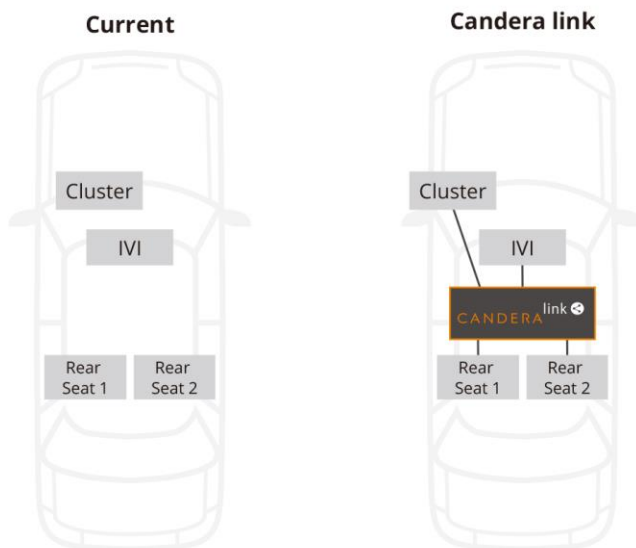 Current
Cluster
IVI
Rear
Seat 1
Rear
Seat 2
Candera link
Cluster
IVI
CANDERA link
Rear
Seat 1
Rear
Seat 2